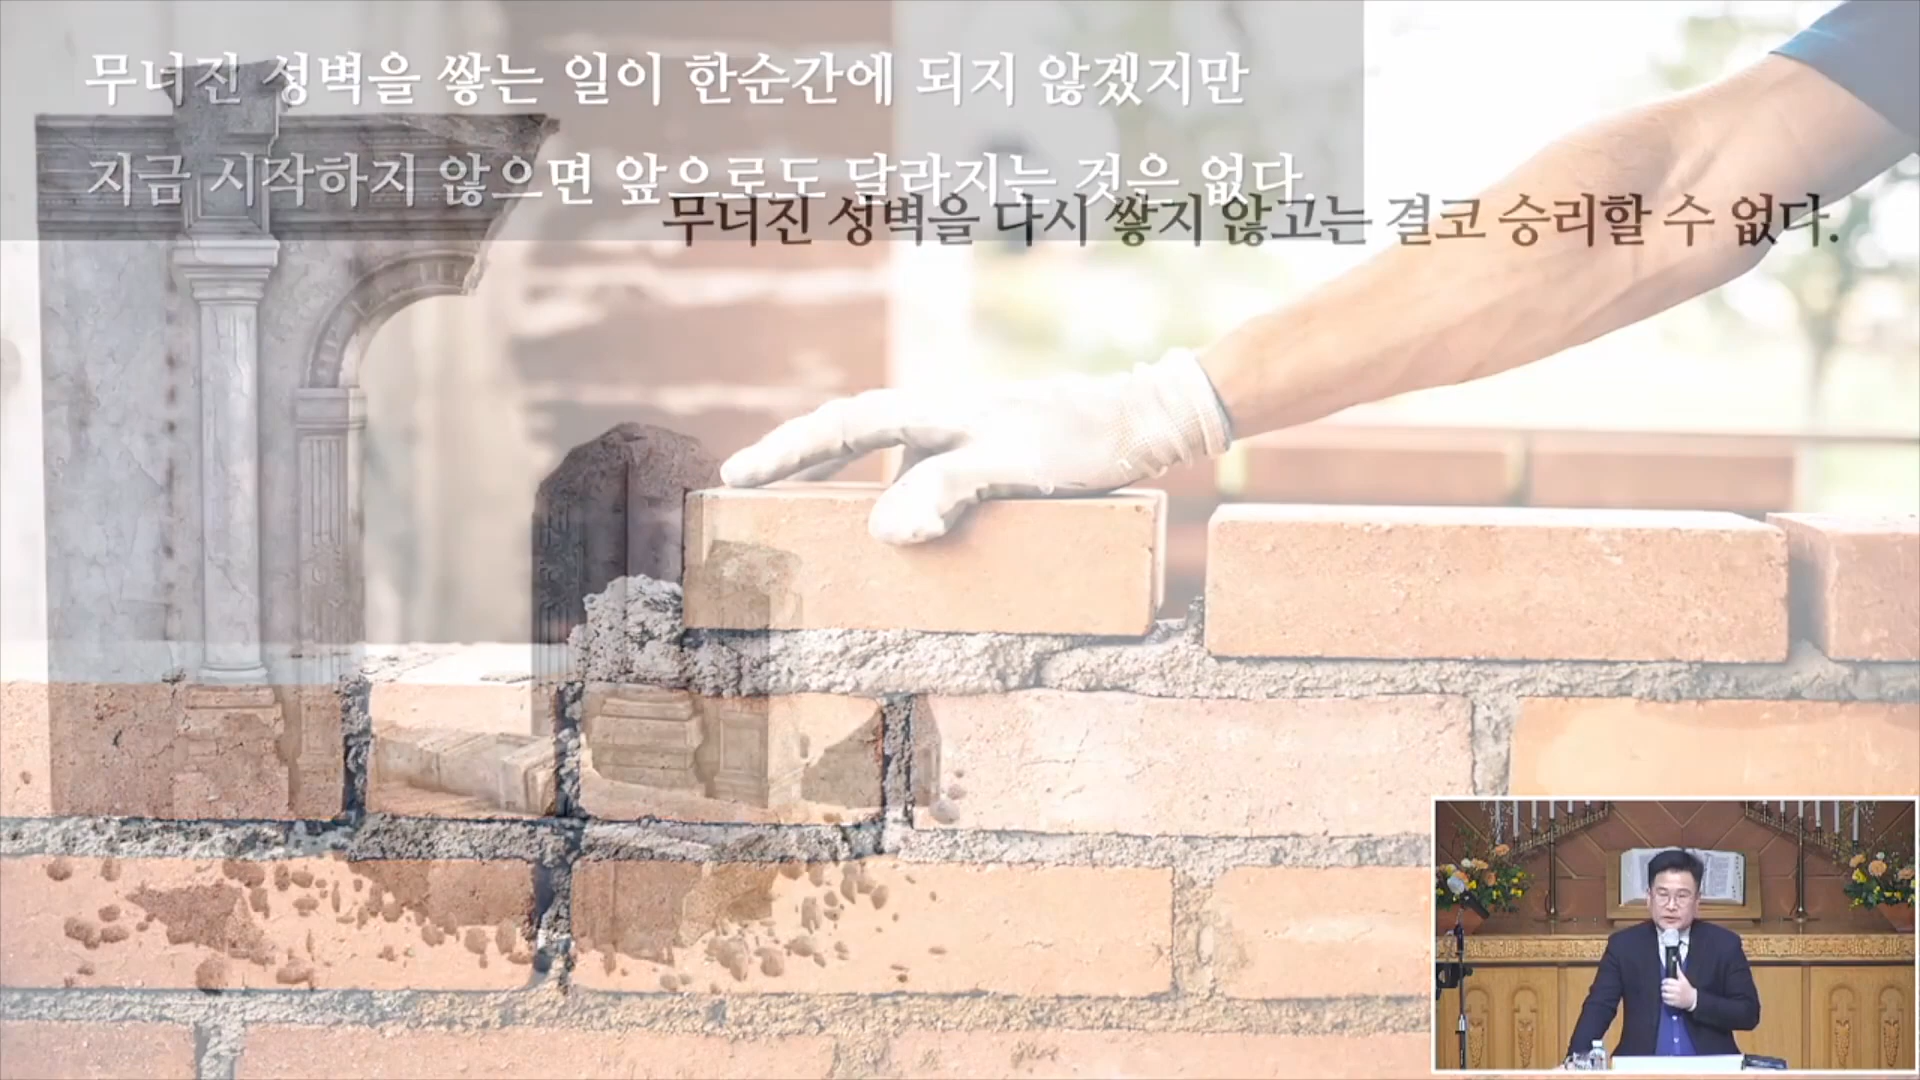 무너진 성벽을 쌓는 일이 한순간에 되지 않겠지만
지금 시작하지 않으면 앞으로도 달라지는 것은 없다.
무너진 성벽을 다시 쌓지 않고는 결코 승리할 수 없다.